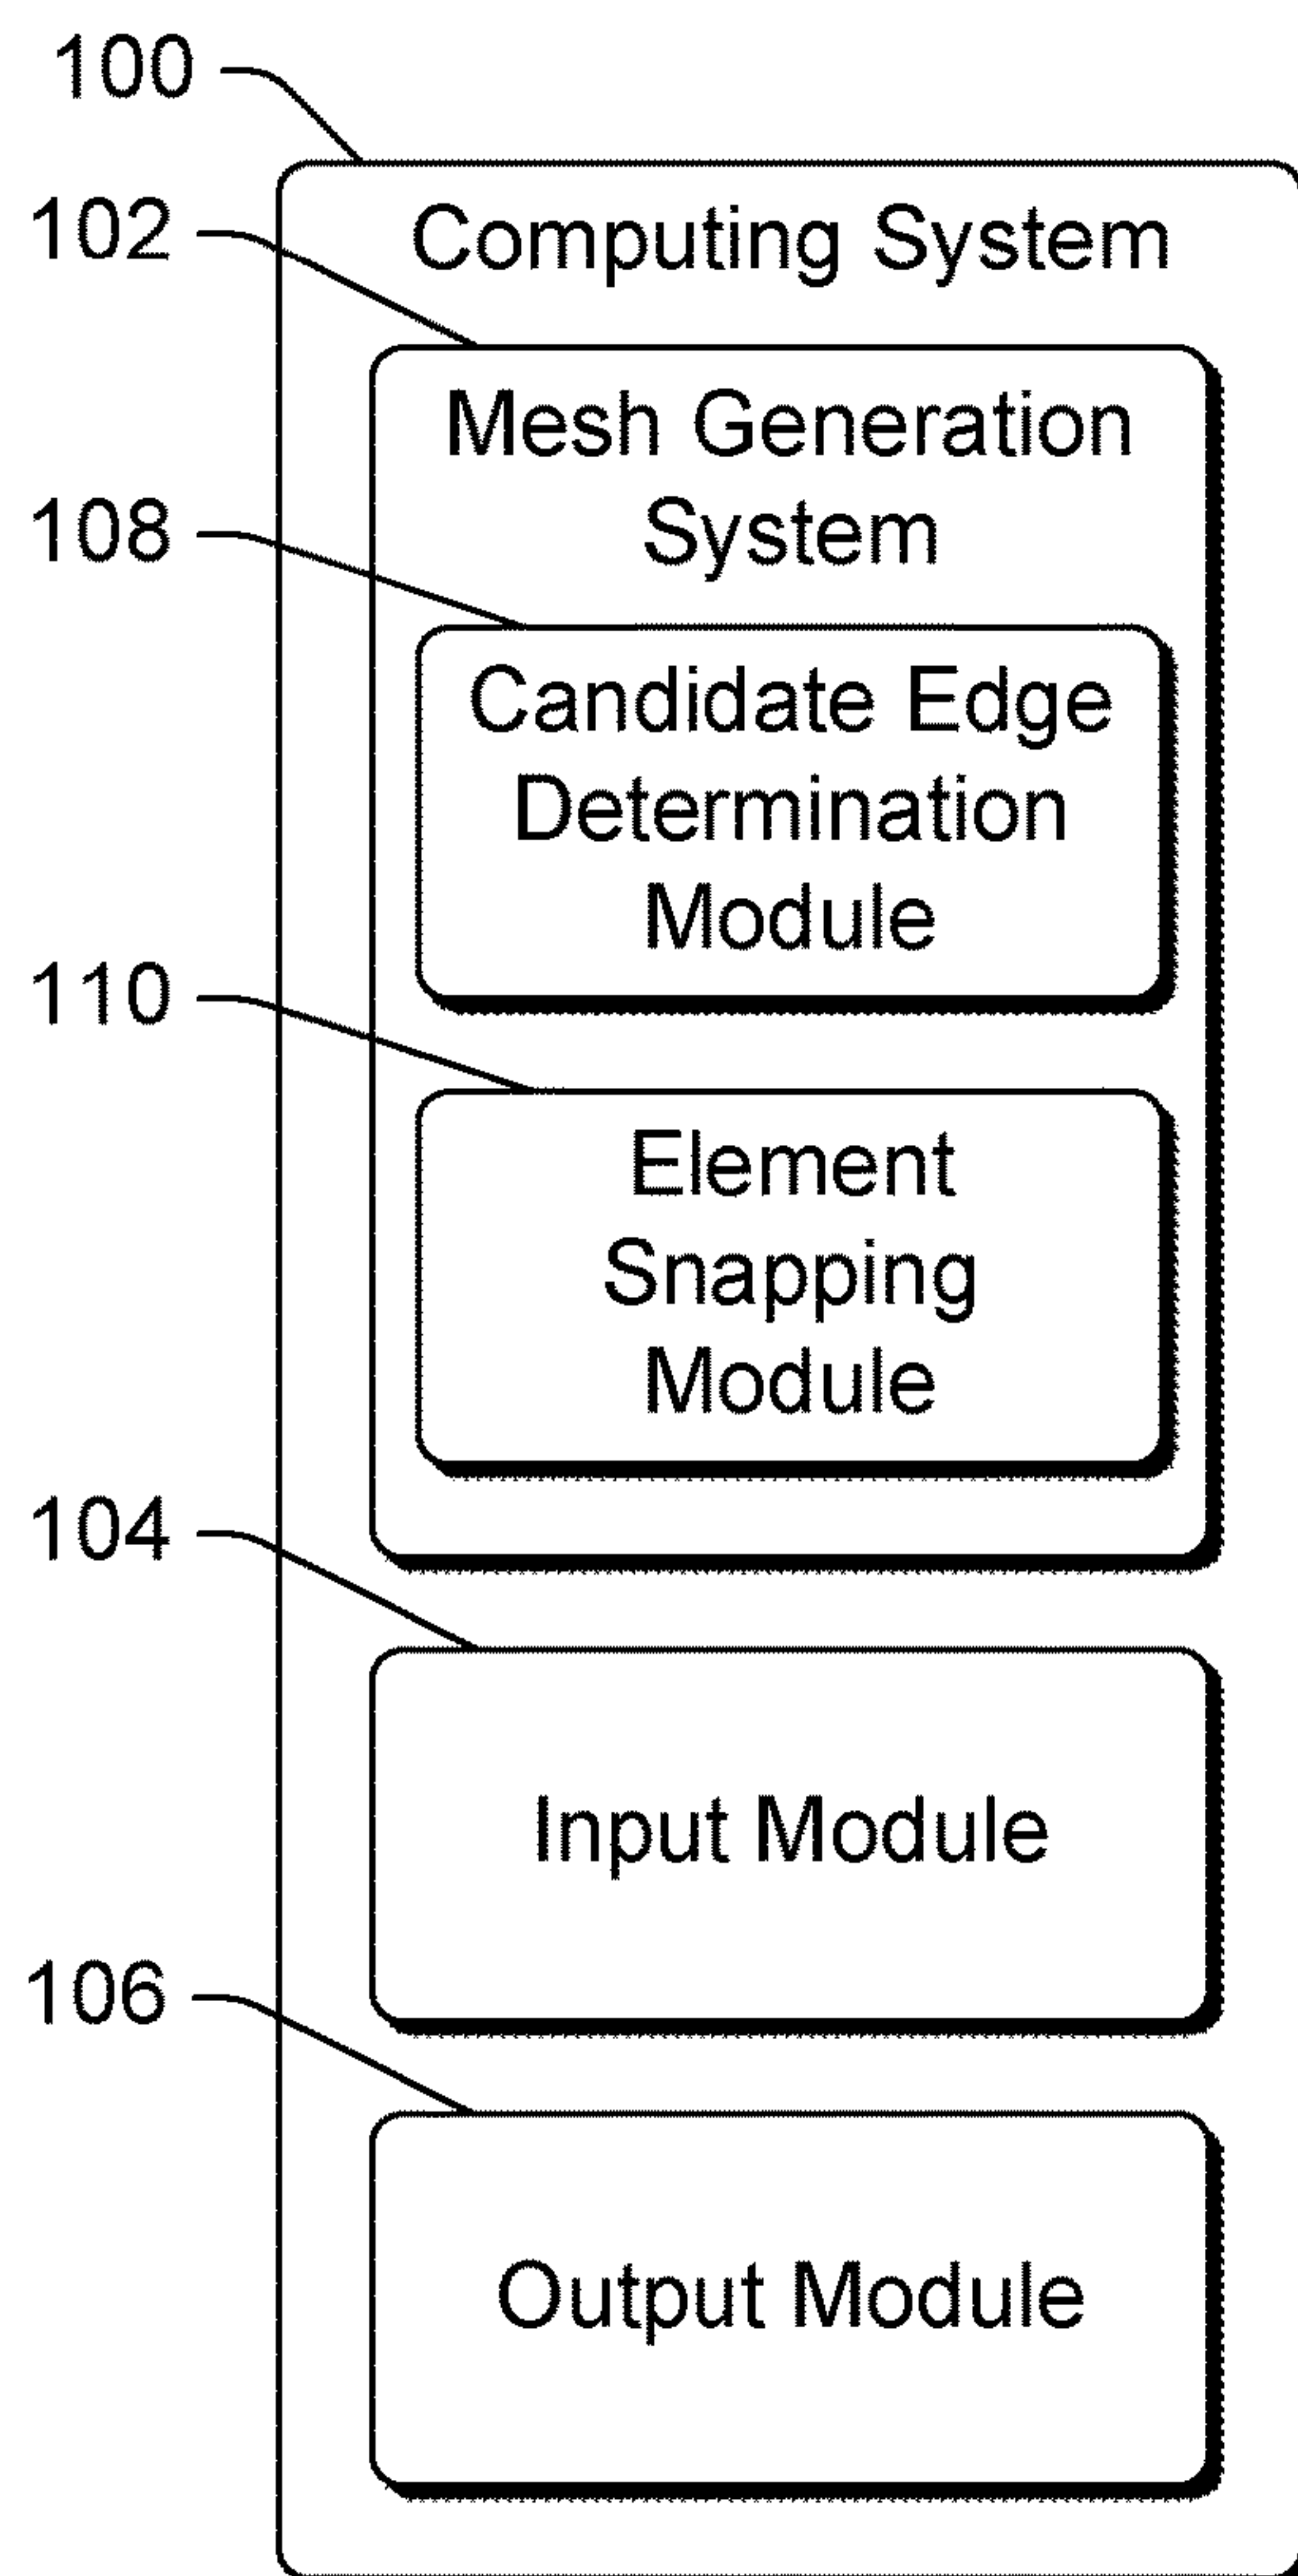 100
Computing System
102
Mesh Generation
System
108
Candidate Edge
Determination
Module
110
Element
Snapping
Module
104
Input Module
106
Output Module